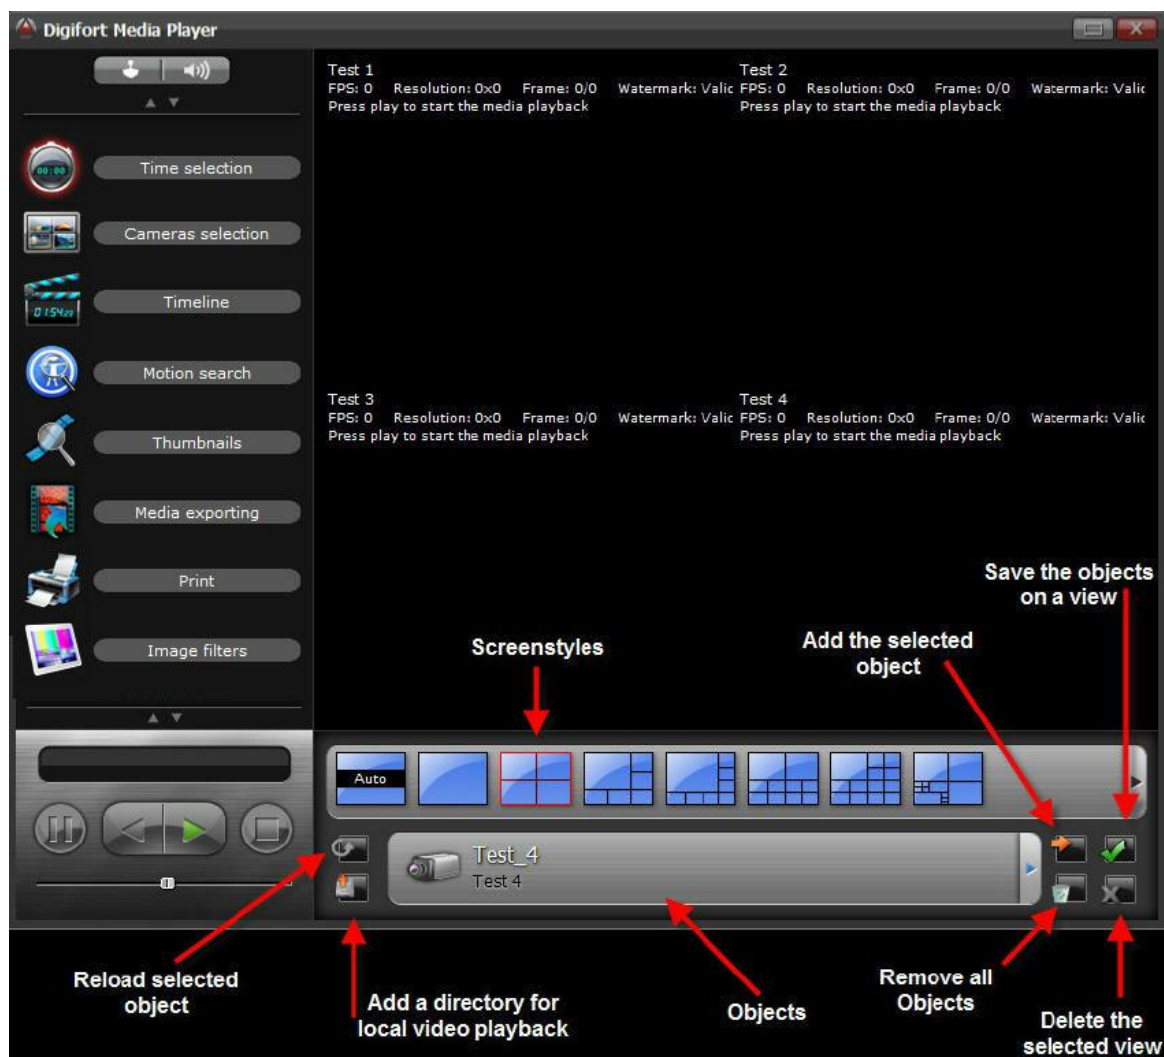 Digifort Media Player
Test 1
FPS: 0 Resolution: 0x0 Frame: 0/0 Watermark: Valic
Press play to start the media playback
Test 2
FPS: 0 Resolution: 0x0 Frame: 0/0 Watermark: Valic
Press play to start the media playback
00:00
Time selection
Cameras selection
Timeline
Motion search
Thumbnails
Media exporting
Print
Image filters
Test 3
FPS: 0 Resolution: 0x0 Frame: 0/0 Watermark: Valic
Press play to start the media playback
Test 4
FPS: 0 Resolution: 0x0 Frame: 0/0 Watermark: Valic
Press play to start the media playback
Save the objects
on a view
Add the selected
object
Screenstyles
Auto
Test_4
Test 4
Reload selected
object
Add a directory for
local video playback
Objects
Remove all
Objects
Delete the
selected view